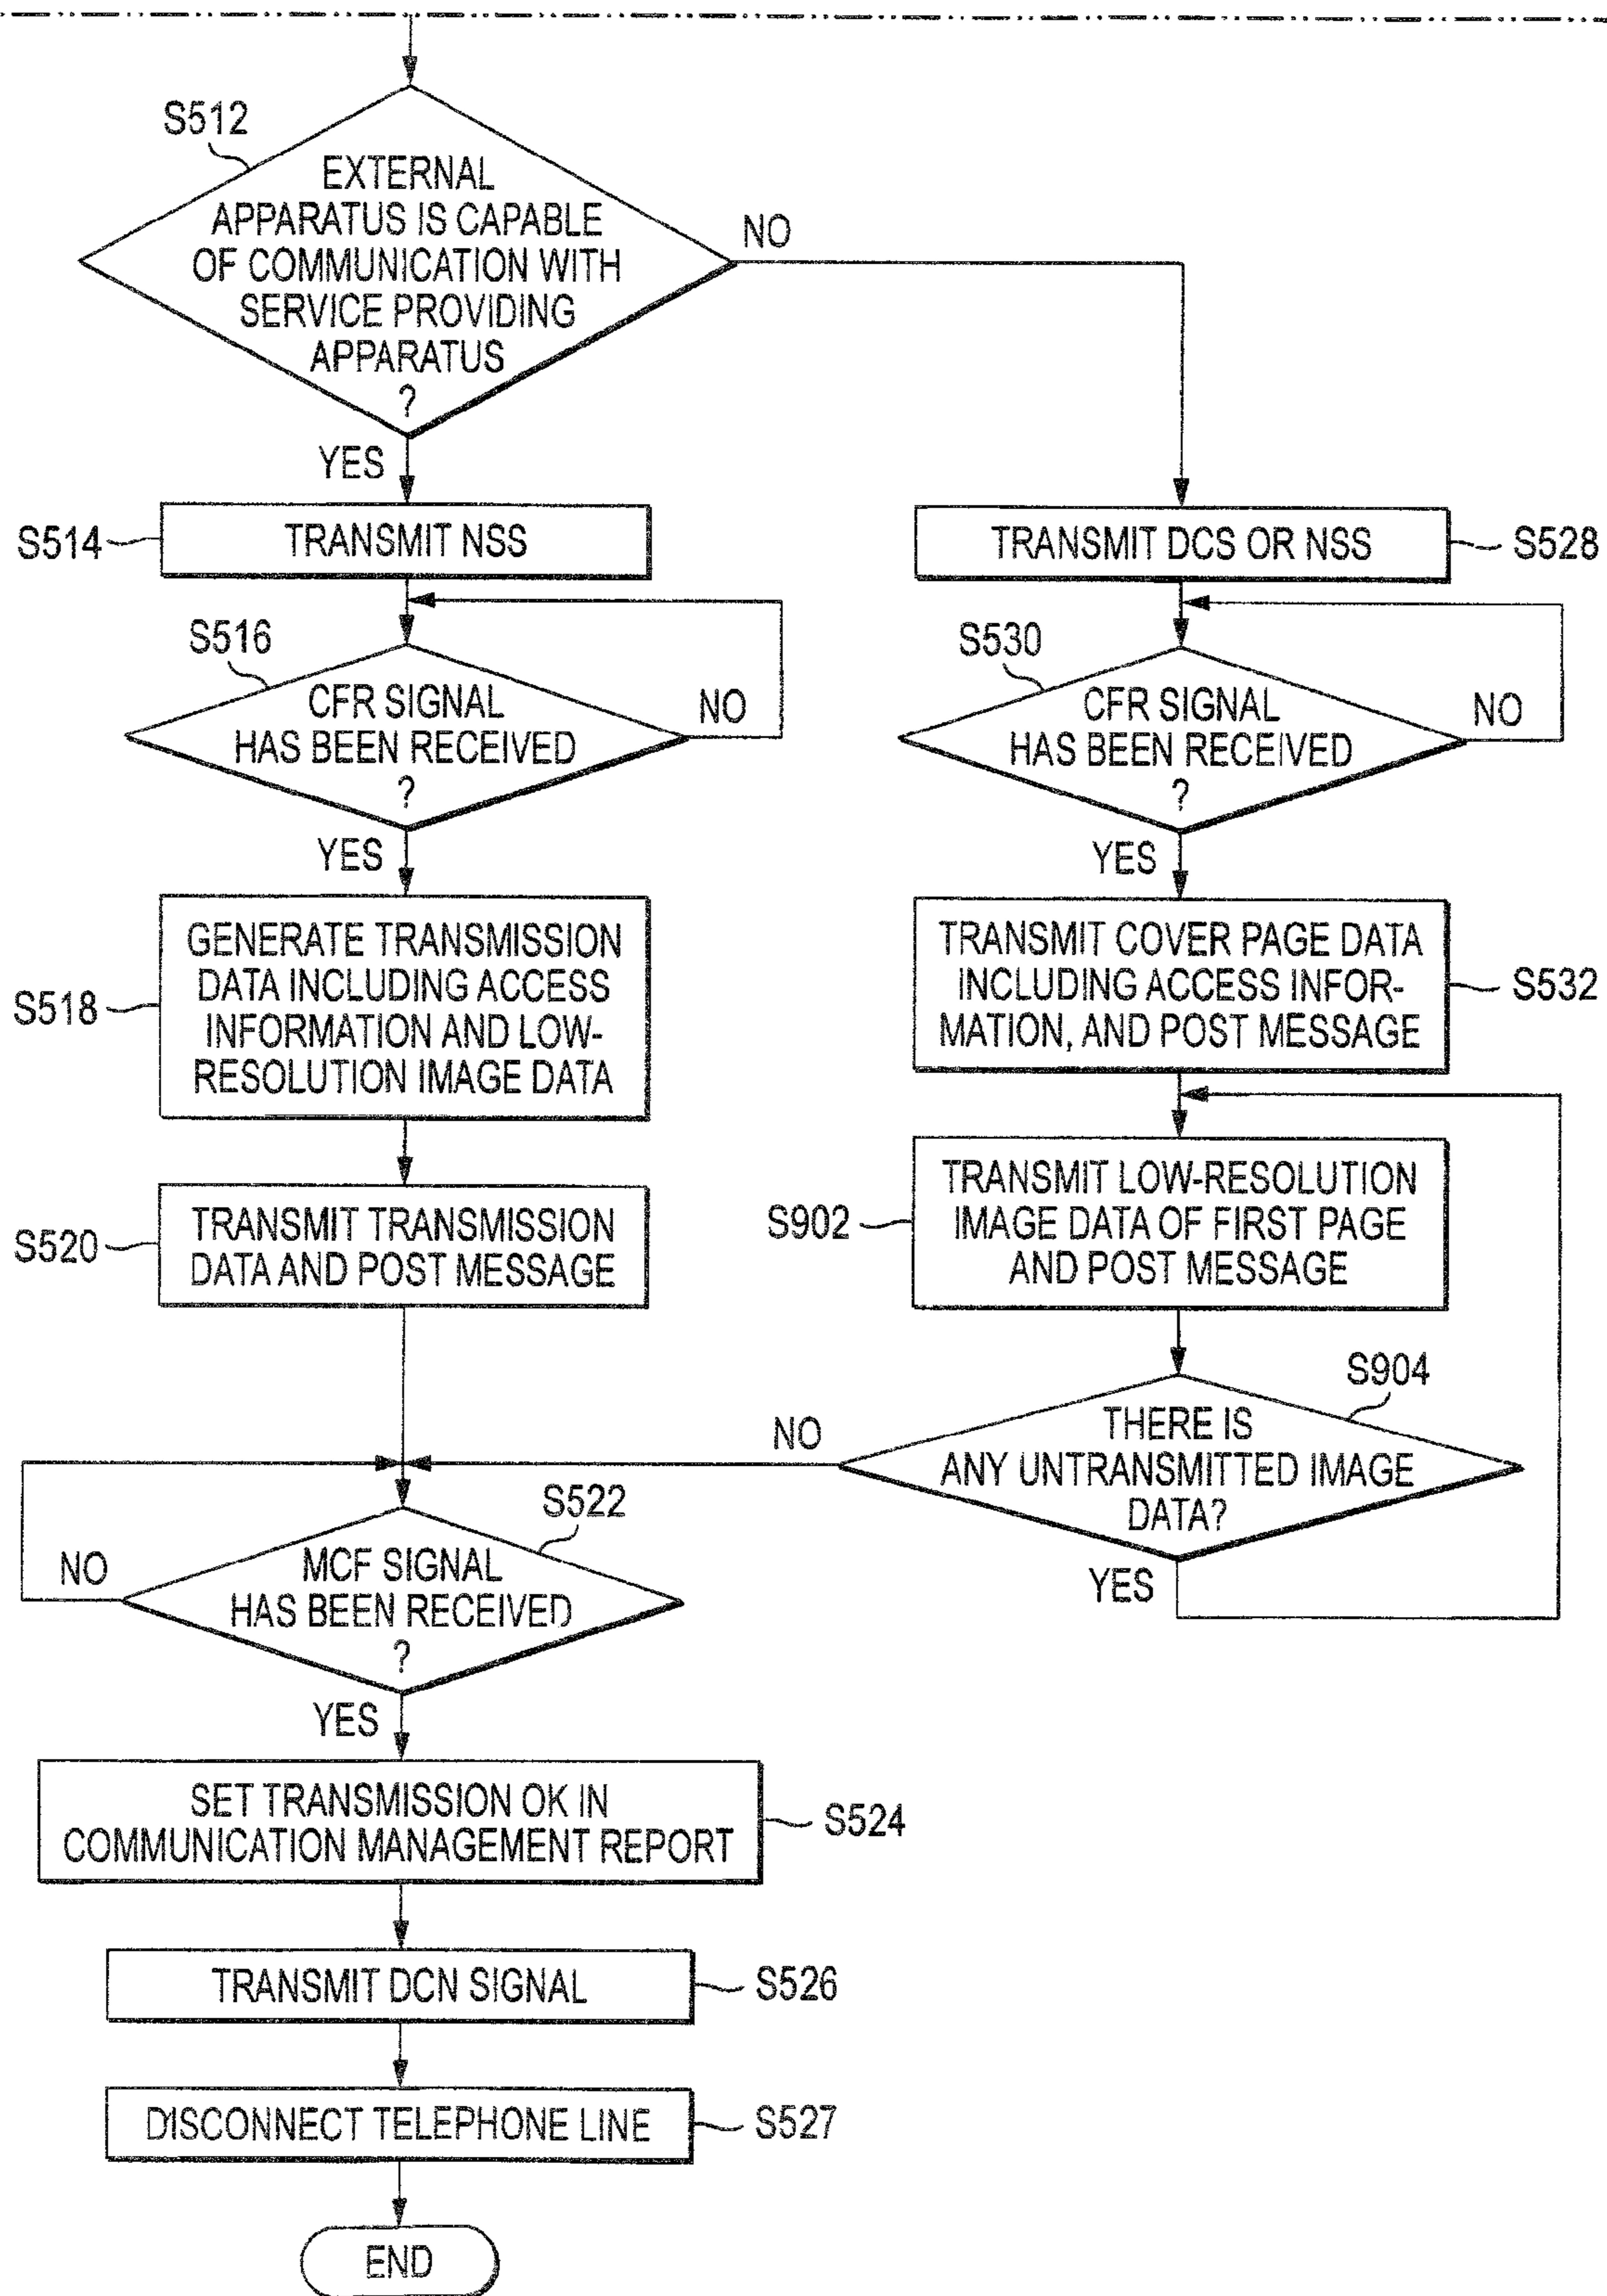 S512
EXTERNAL
APPARATUS IS CAPABLE
OF COMMUNICATION WITH
SERVICE PROVIDING
APPARATUS
?
NO
YES
S514
TRANSMIT NSS
TRANSMIT DCS OR NSS
S528
S516
CFR SIGNAL
HAS BEEN RECEIVED
?
NO
YES
S530
CFR SIGNAL
HAS BEEN RECEIVED
?
NO
YES
S518
GENERATE TRANSMISSION
DATA INCLUDING ACCESS
INFORMATION AND LOW-
RESOLUTION IMAGE DATA
TRANSMIT COVER PAGE DATA
INCLUDING ACCESS INFOR-
MATION, AND POST MESSAGE
S532
S520
TRANSMIT TRANSMISSION
DATA AND POST MESSAGE
S902
TRANSMIT LOW-RESOLUTION
IMAGE DATA OF FIRST PAGE
AND POST MESSAGE
S904
THERE IS
ANY UNTRANSMITTED IMAGE
DATA?
NO
YES
S522
MCF SIGNAL
HAS BEEN RECEIVED
?
NO
YES
SET TRANSMISSION OK IN
COMMUNICATION MANAGEMENT REPORT
S524
TRANSMIT DCN SIGNAL
S526
DISCONNECT TELEPHONE LINE
S527
END